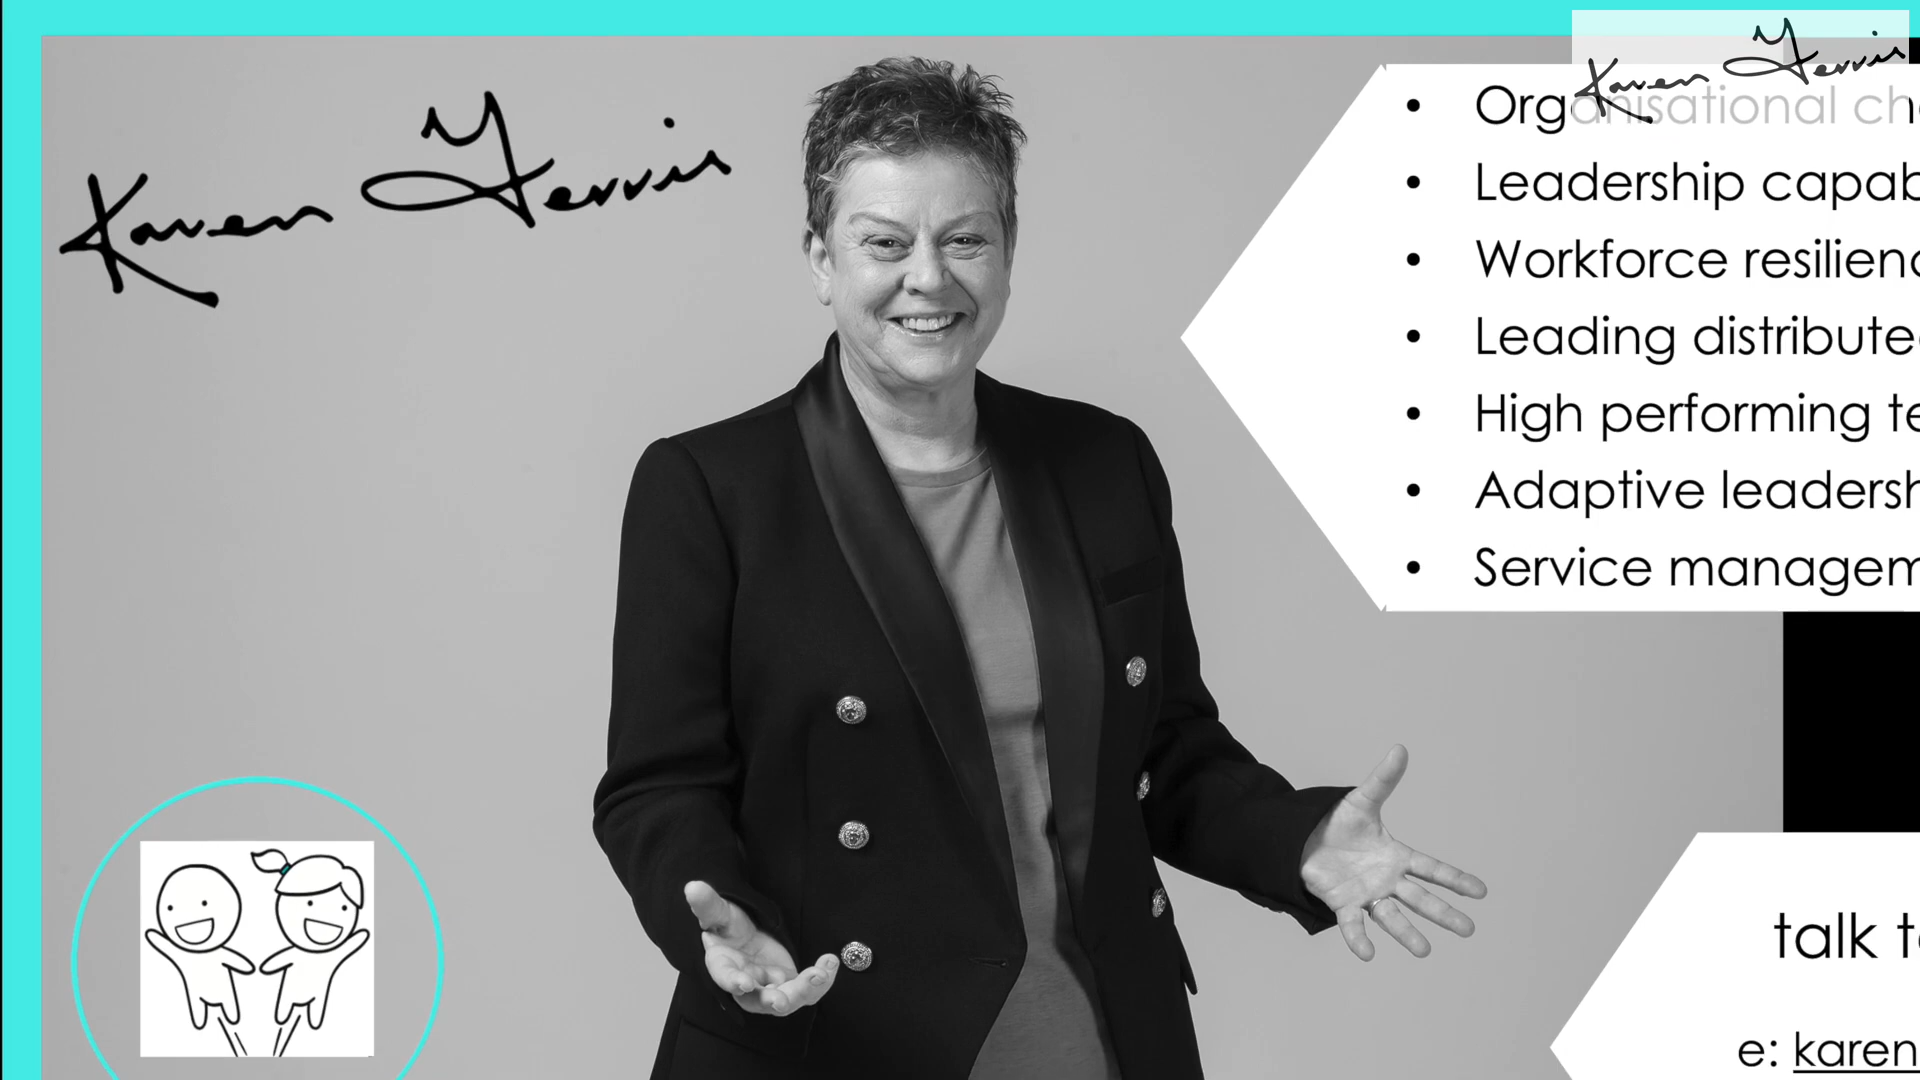 Karen Ferris
Karen Ferris
Organisational ch
Leadership capab
Workforce resilienc
Leading distribute
High performing te
Adaptive leadersh
Service managem
talk t
e: karen